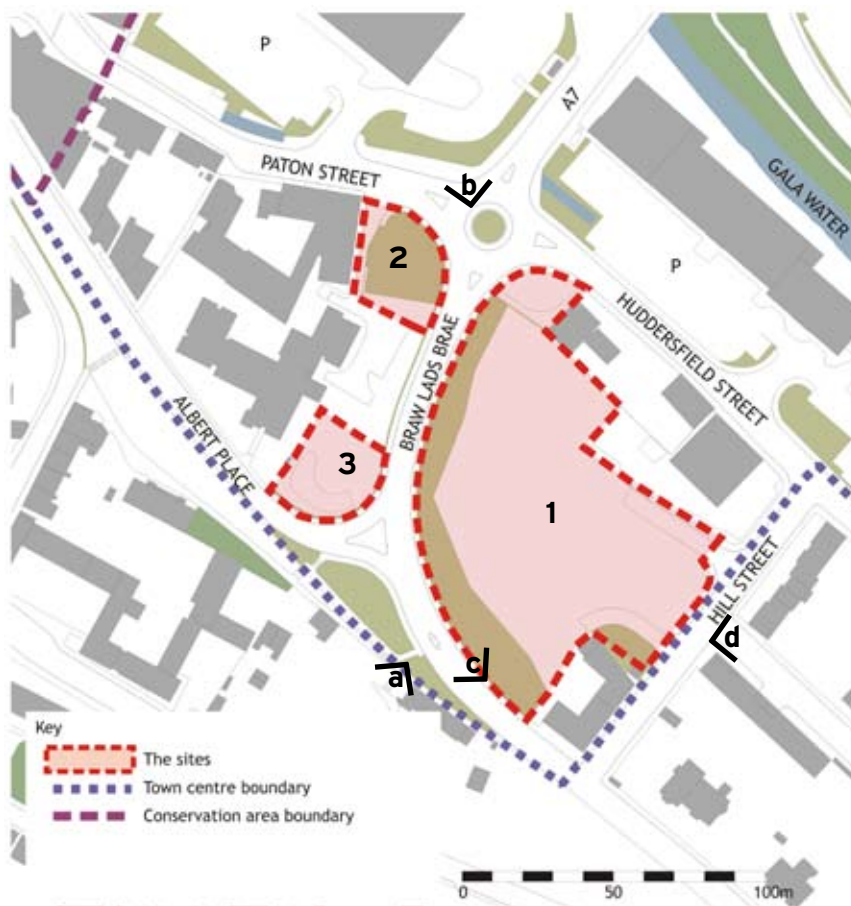 P
A7
PATON STREET
b
GALA WATER
2
P
HUDDERSFIELD STREET
BRAW LADS BRAE
ALBERT PLACE
3
1
HILL STREET
d
c
a
Key
The sites
Town centre boundary
Conservation area boundary
0 50 100m